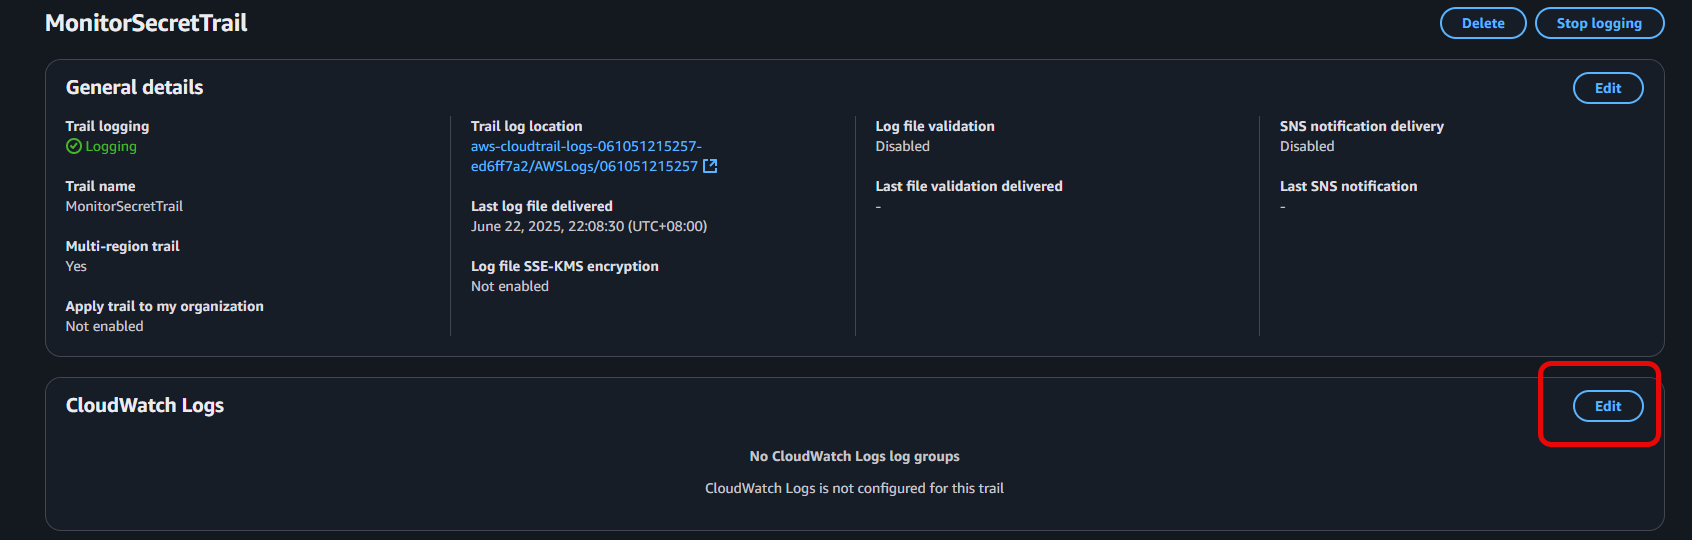 MonitorSecretTrail
Delete
Stop logging
General details
Edit
Trail logging
Logging
Trail name
MonitorSecretTrail
Multi-region trail
Yes
Apply trail to my organization
Not enabled
Trail log location
aws-cloudtrail-logs-061051215257-
ed6ff7a2/AWSLogs/061051215257
Last log file delivered
June 22, 2025, 22:08:30 (UTC+08:00)
Log file SSE-KMS encryption
Not enabled
Log file validation
Disabled
Last file validation delivered
-
SNS notification delivery
Disabled
Last SNS notification
-
CloudWatch Logs
Edit
No CloudWatch Logs log groups
CloudWatch Logs is not configured for this trail